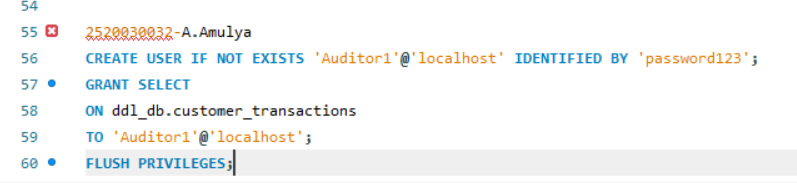 54
55 2520030032-A.Amulya
56 CREATE USER IF NOT EXISTS 'Auditor1'@'localhost' IDENTIFIED BY 'password123';
57 GRANT SELECT
58 ON ddl_db.customer_transactions
59 TO 'Auditor1'@'localhost';
60 FLUSH PRIVILEGES;